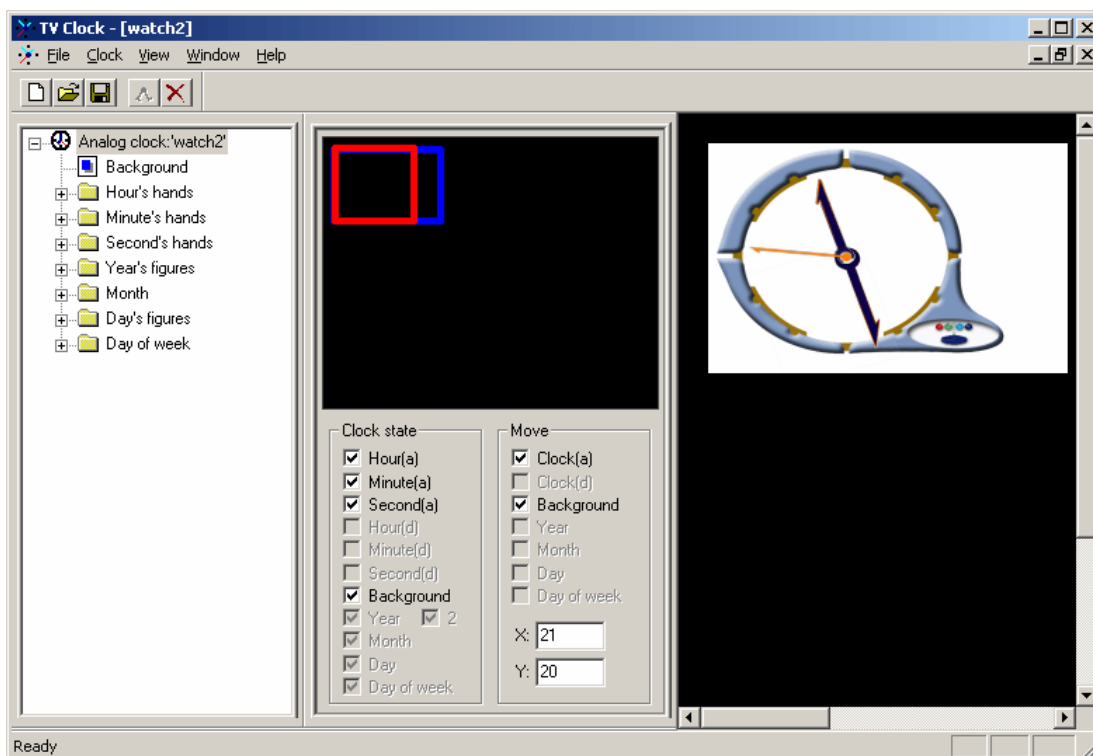 TV Clock - [watch2]
File Clock View Window Help
Analog clock:'watch2'
Background
Hour's hands
Minute's hands
Second's hands
Year's figures
Month
Day's figures
Day of week
Clock state
Hour(a)
Minute(a)
Second(a)
Hour(d)
Minute(d)
Second(d)
Background
Year 2
Month
Day
Day of week
Move
Clock(a)
Clock(d)
Background
Year
Month
Day
Day of week
X: 21
Y: 20
Ready